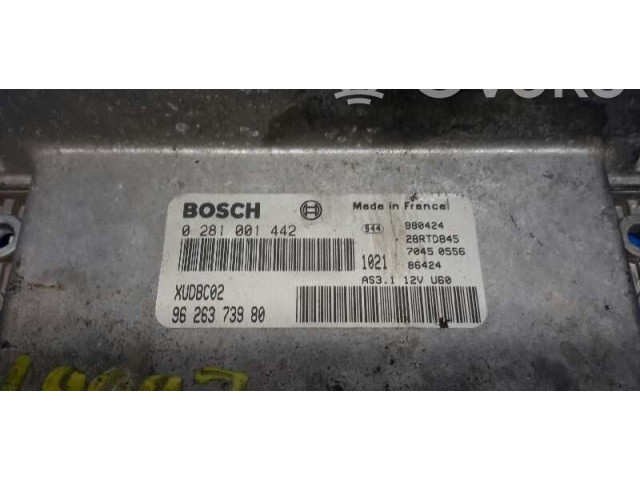 BOSCH Made in France
0 281 001 442 944 980424
28RTD845
7045 0556
1021 86424
AS3.1 12V U60
XUDBC02
96 263 739 80